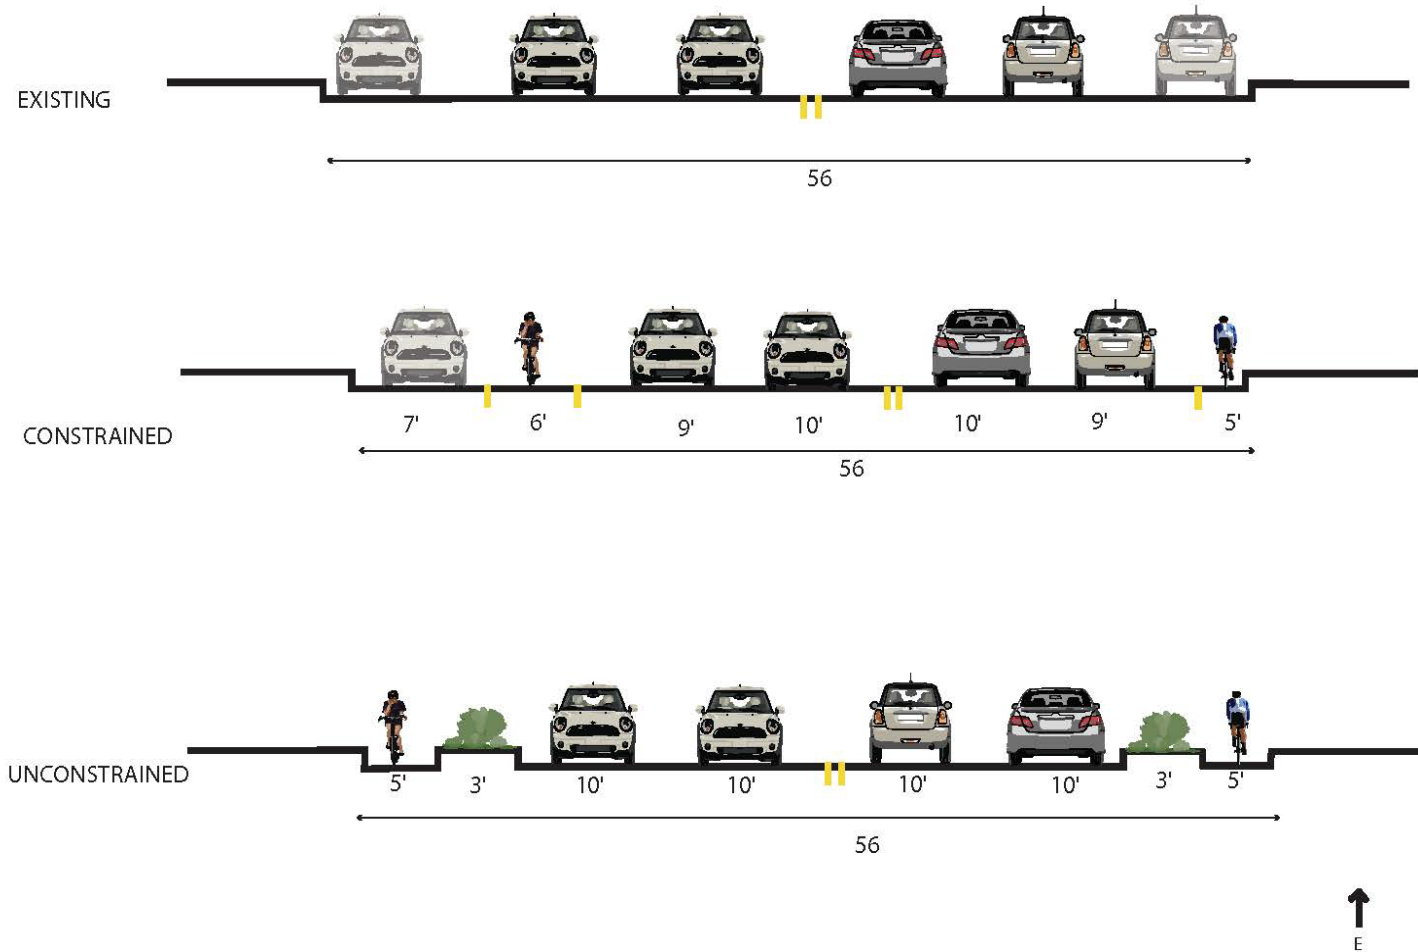 EXISTING
56
7' 6' 9' 10' 10' 9' 5'
CONSTRAINED
56
UNCONSTRAINED
5' 3' 10' 10' 10' 10' 3' 5'
56
E